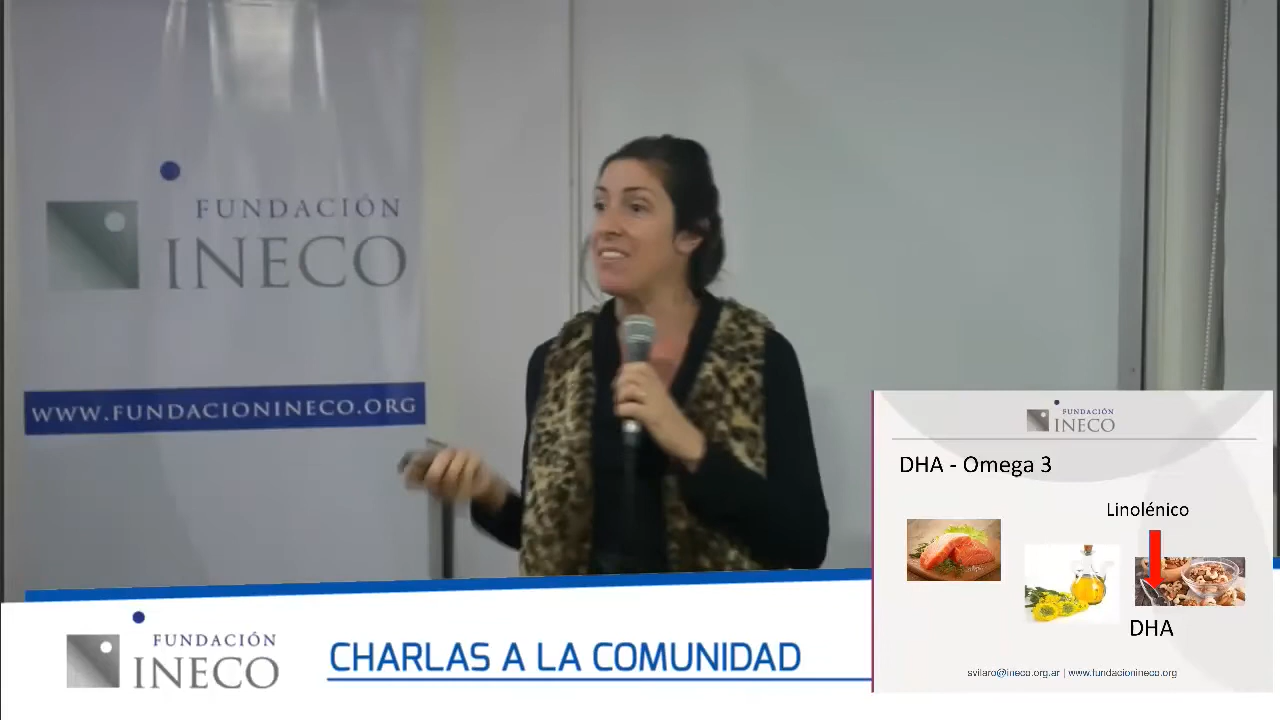 FUNDACIÓN
INECO
WWW.FUNDACIONINECO.ORG
FUNDACIÓN
INECO
DHA - Omega 3
Linolénico
DHA
svilaro@ineco.org.ar | www.fundacionineco.org
FUNDACIÓN
INECO
CHARLAS A LA COMUNIDAD